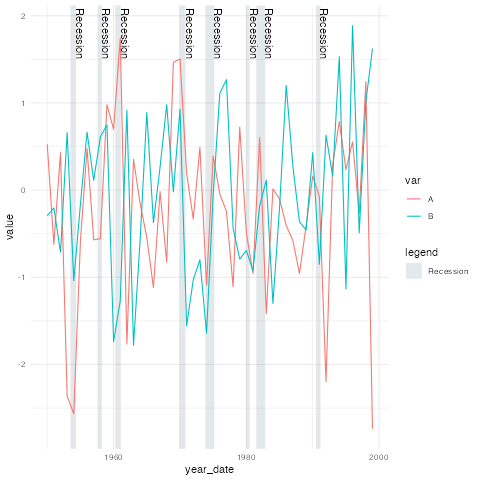 2
1
0
-1
-2
value
Recession
Recession
Recession
Recession
Recession
Recession
Recession
Recession
1960
1980
2000
year_date
var
A
B
legend
Recession